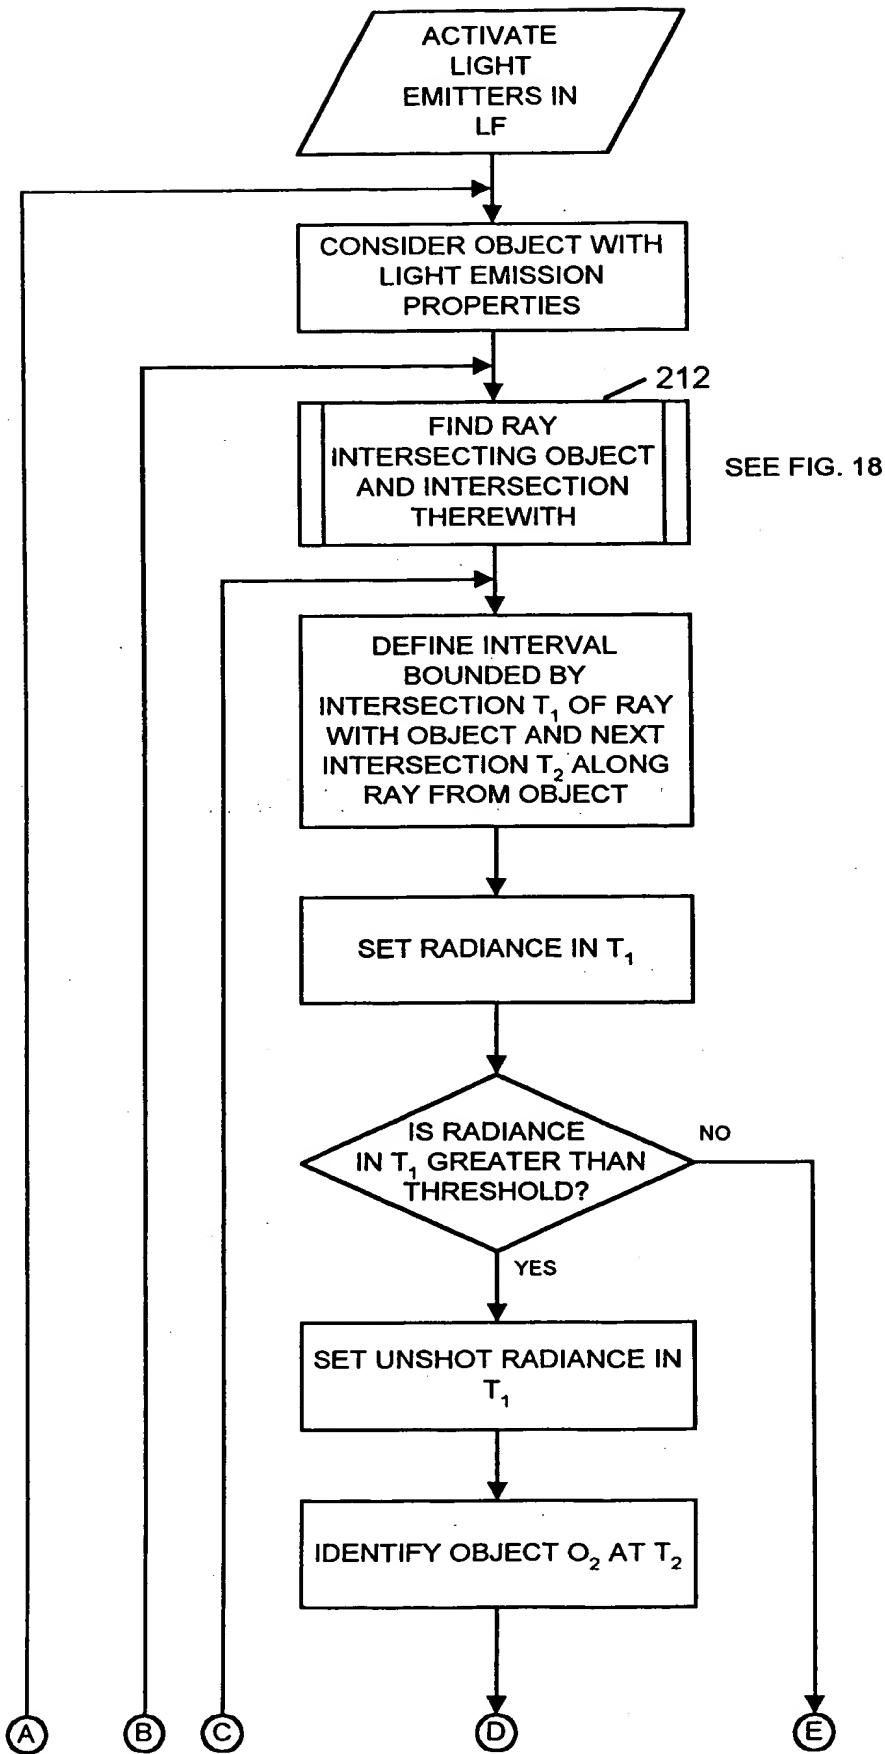 ACTIVATE
LIGHT
EMITTERS IN
LF
CONSIDER OBJECT WITH
LIGHT EMISSION
PROPERTIES
212
FIND RAY
INTERSECTING OBJECT
AND INTERSECTION
THEREWITH
SEE FIG. 18
DEFINE INTERVAL
BOUNDED BY
INTERSECTION T₁ OF RAY
WITH OBJECT AND NEXT
INTERSECTION T₂ ALONG
RAY FROM OBJECT
SET RADIANCE IN T₁
IS RADIANCE
IN T₁ GREATER THAN
THRESHOLD?
NO
YES
SET UNSHOT RADIANCE IN
T₁
IDENTIFY OBJECT O₂ AT T₂
A B C D E